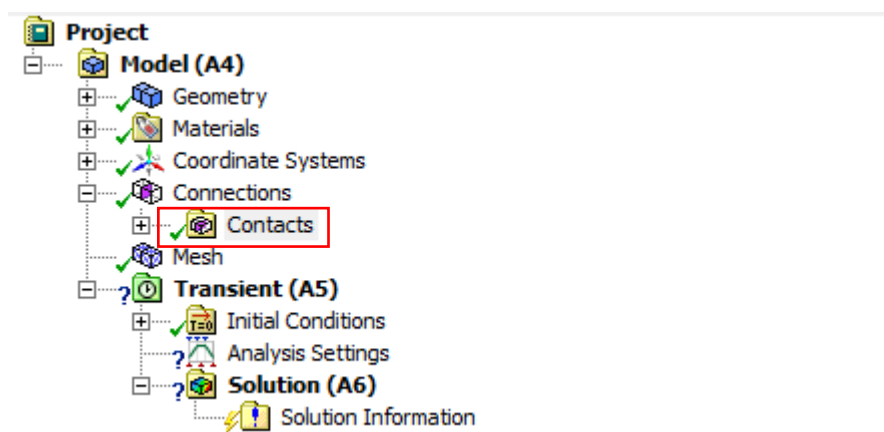 Project
Model (A4)
Geometry
Materials
Coordinate Systems
Connections
Contacts
Mesh
Transient (A5)
T=0 Initial Conditions
Analysis Settings
Solution (A6)
Solution Information